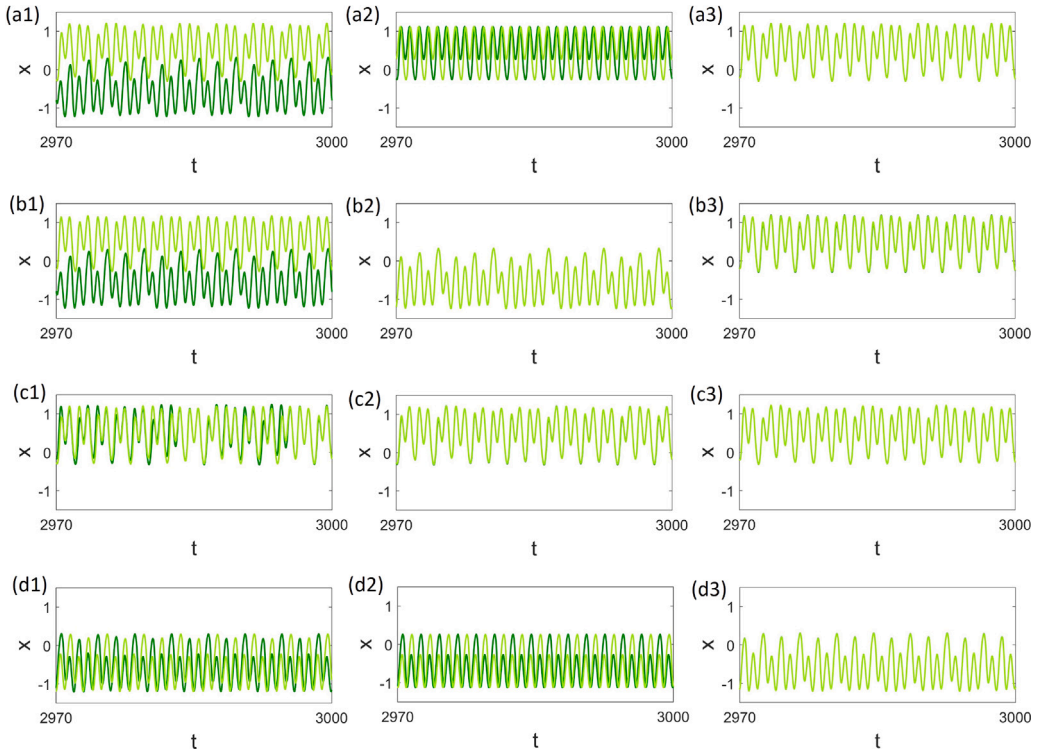 (a1) (a2) (a3)
1 1 1
x 0 x 0 x 0
-1 -1 -1
2970 3000 2970 3000 2970 3000
t t t
(b1) (b2) (b3)
1 1 1
x 0 x 0 x 0
-1 -1 -1
2970 3000 2970 3000 2970 3000
t t t
(c1) (c2) (c3)
1 1 1
x 0 x 0 x 0
-1 -1 -1
2970 3000 2970 3000 2970 3000
t t t
(d1) (d2) (d3)
1 1 1
x 0 x 0 x 0
-1 -1 -1
2970 3000 2970 3000 2970 3000
t t t